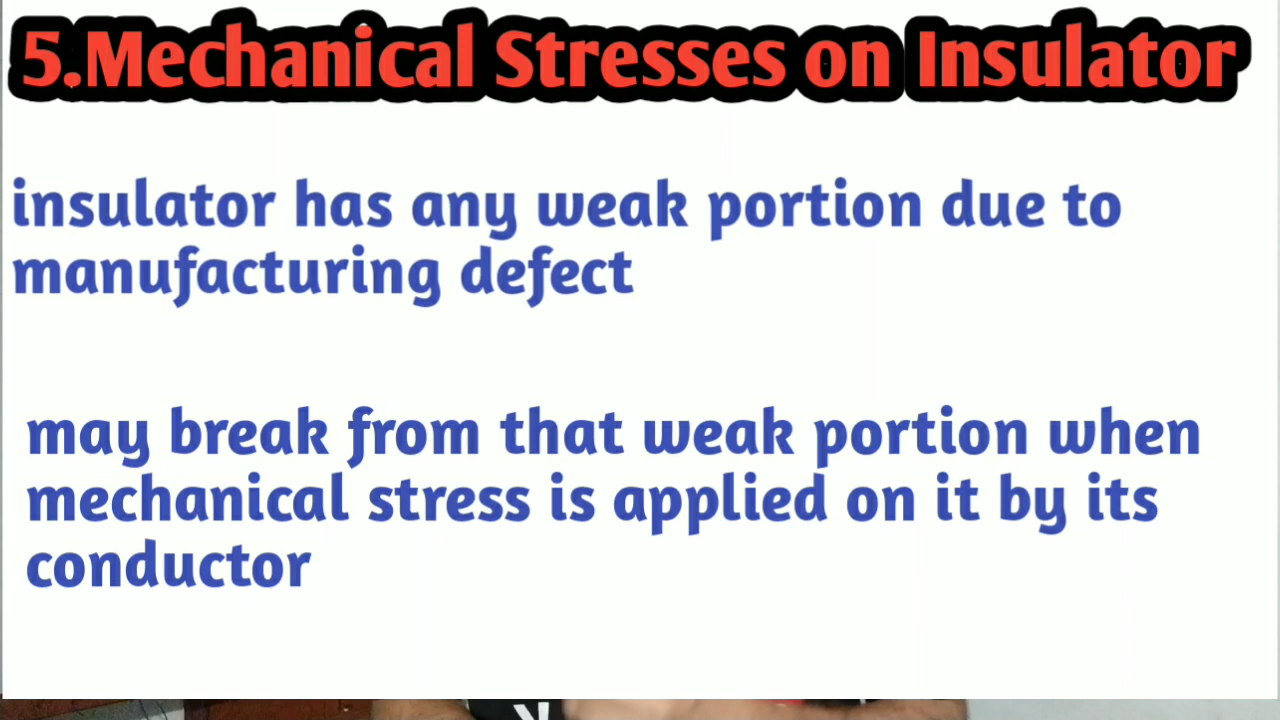 5.Mechanical Stresses on Insulator
insulator has any weak portion due to
manufacturing defect
may break from that weak portion when
mechanical stress is applied on it by its
conductor